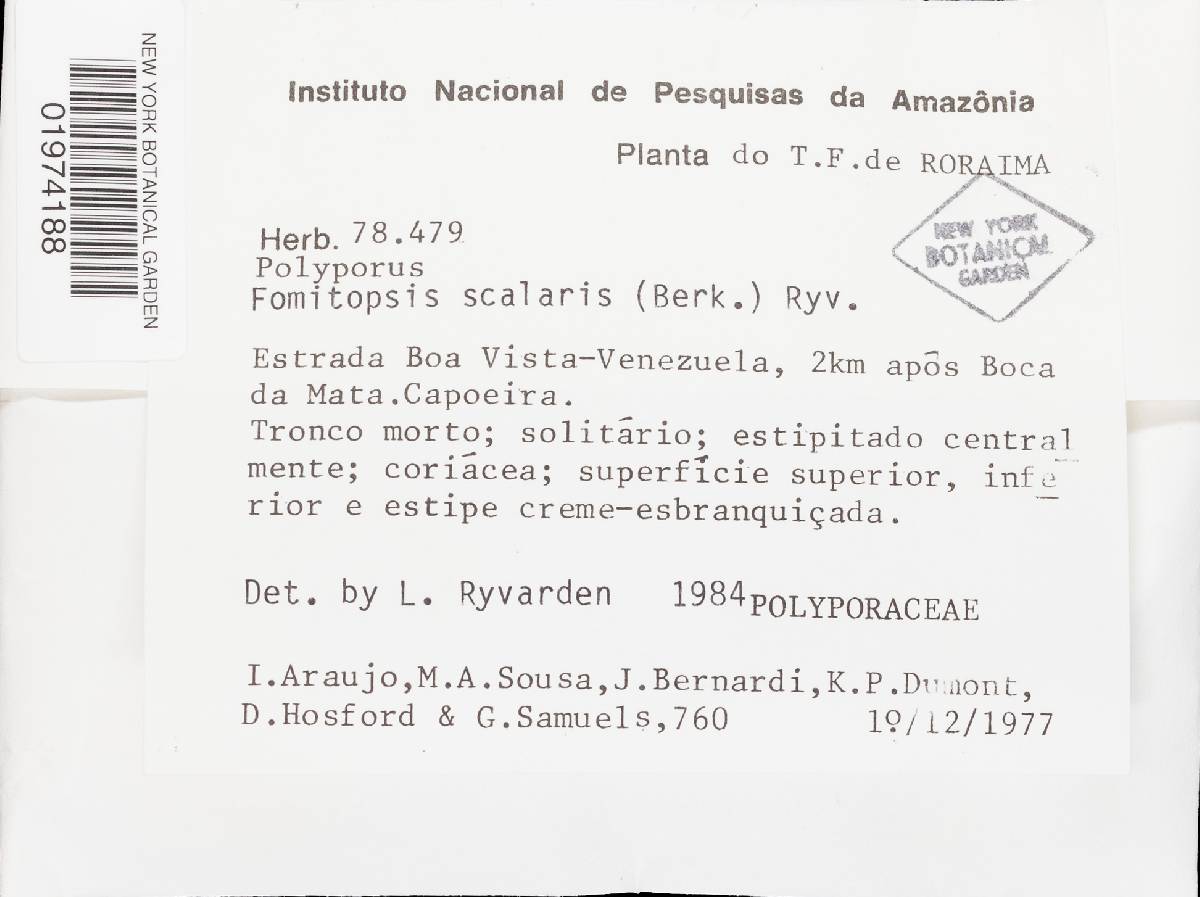 NEW YORK BOTANICAL GARDEN
01974188
Instituto Nacional de Pesquisas da Amazônia
Planta do T.F.de RORAIMA
NEW YORK
BOTANICAL
GARDEN
Herb. 78.479
Polyporus
Fomitopsis scalaris (Berk.) Ryv.
Estrada Boa Vista-Venezuela, 2km após Boca
da Mata.Capoeira.
Tronco morto; solitário; estipitado central
mente; coriácea; superfície superior, infe
rior e estipe creme-esbranquiçada.
Det. by L. Ryvarden 1984 POLYPORACEAE
I.Araujo,M.A.Sousa,J.Bernardi,K.P.Dumont,
D.Hosford & G.Samuels,760 1º/12/1977